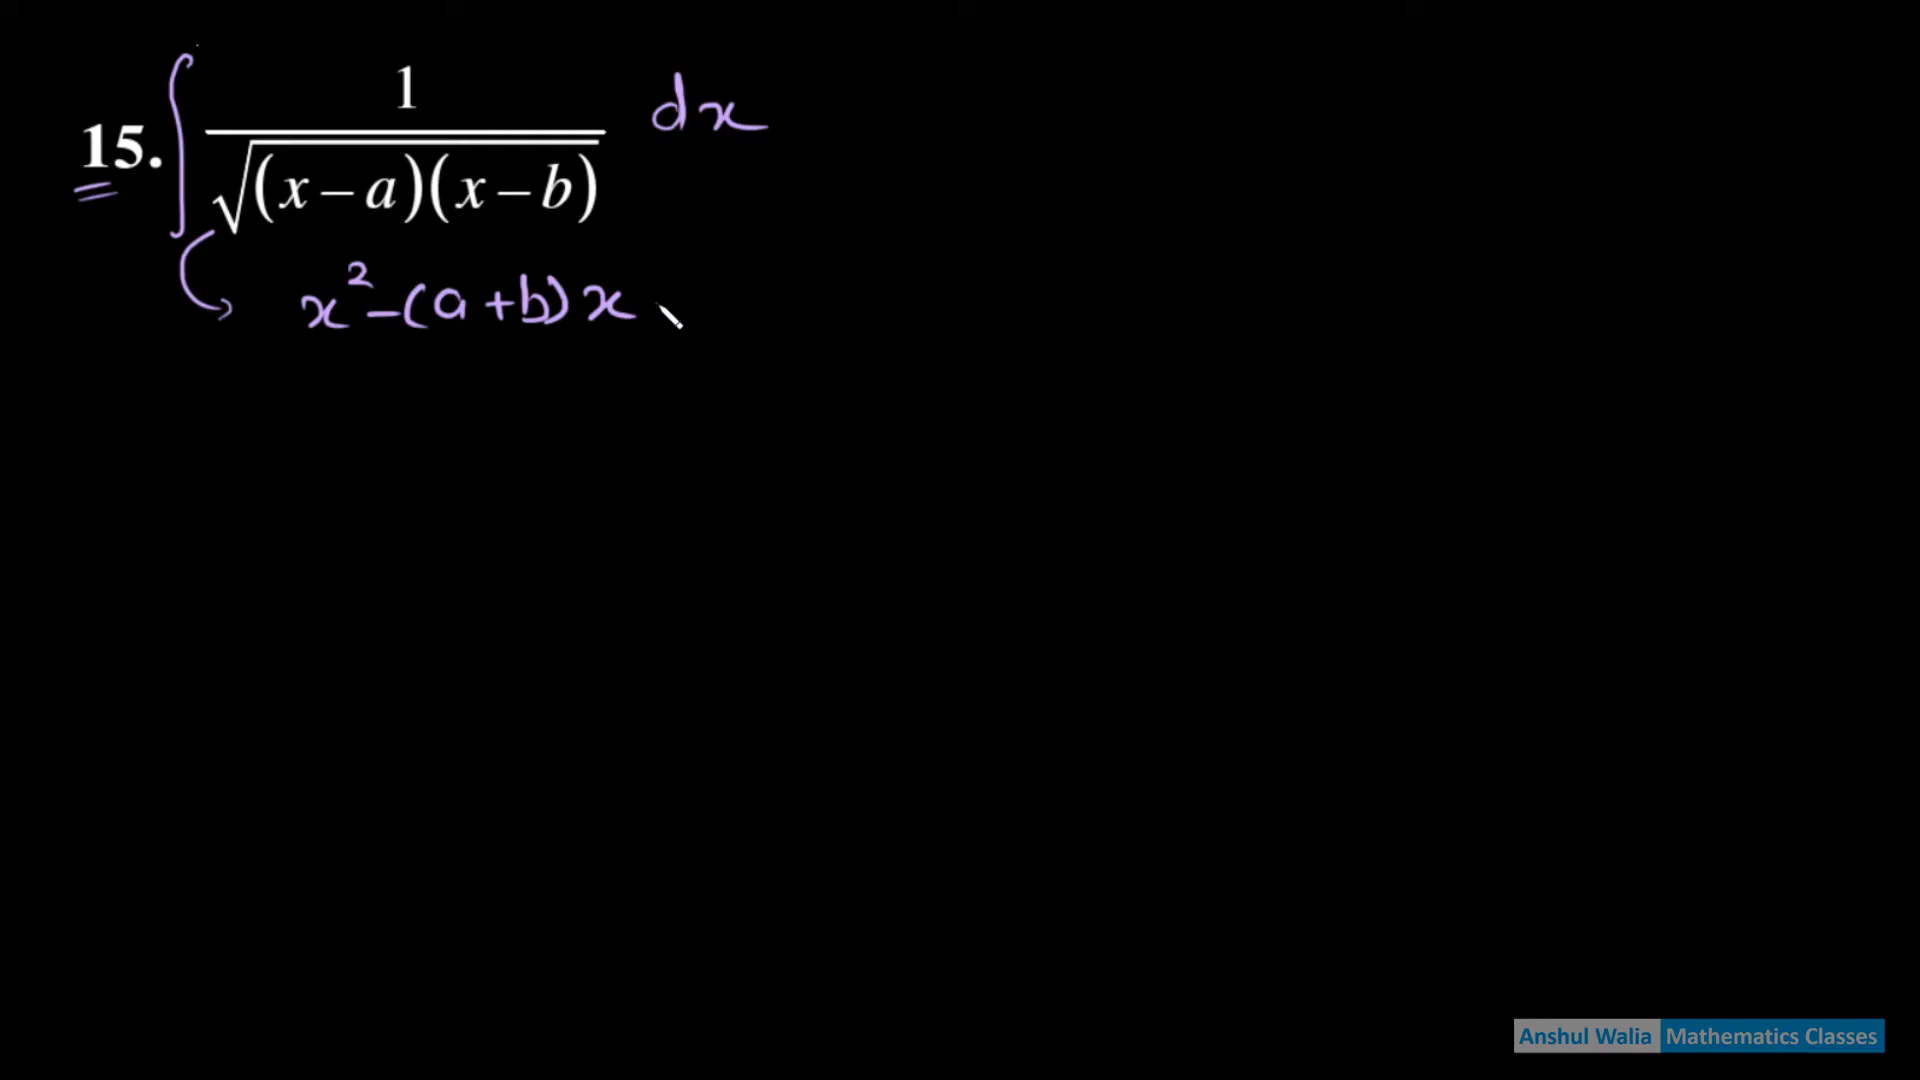 15. ∫ 1/√((x−a)(x−b)) dx
x² −(a+b)x
Anshul Walia Mathematics Classes